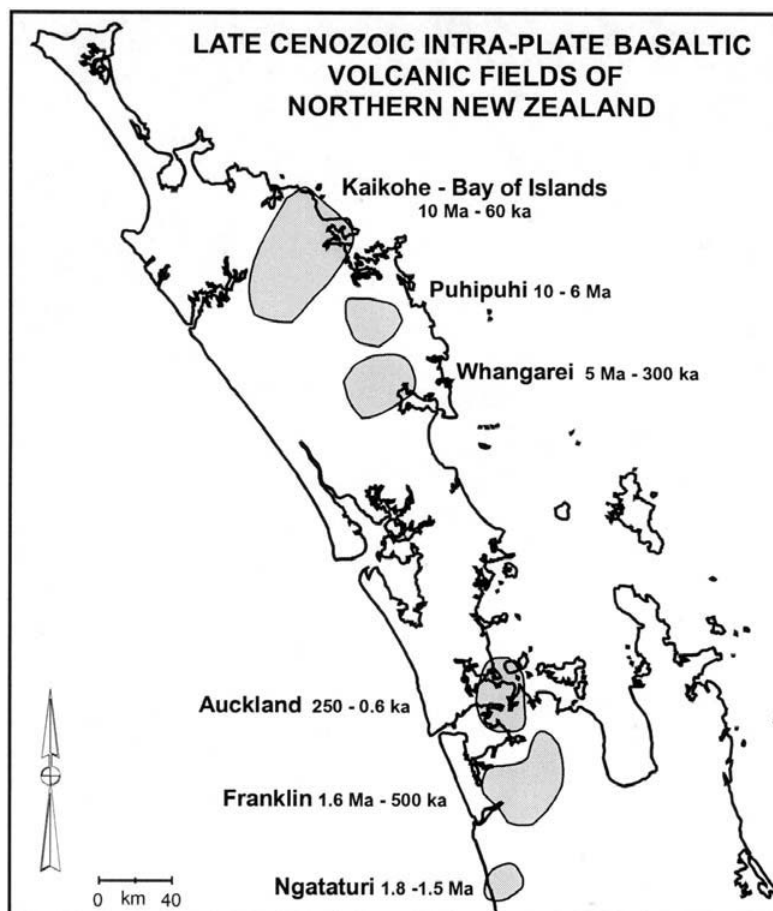 LATE CENOZOIC INTRA-PLATE BASALTIC
VOLCANIC FIELDS OF
NORTHERN NEW ZEALAND
Kaikohe - Bay of Islands
10 Ma - 60 ka
Puhipuhi 10 - 6 Ma
Whangarei 5 Ma - 300 ka
Auckland 250 - 0.6 ka
Franklin 1.6 Ma - 500 ka
Ngataturi 1.8 -1.5 Ma
0 km 40